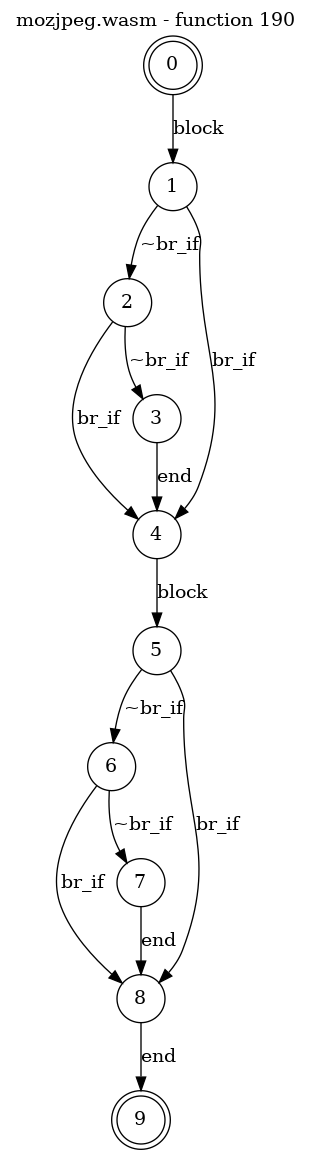 mozjpeg.wasm - function 190
0
block
1
~br_if
2
br_if
~br_if
br_if
3
end
4
block
5
~br_if
6
br_if
~br_if
br_if
7
end
8
end
9